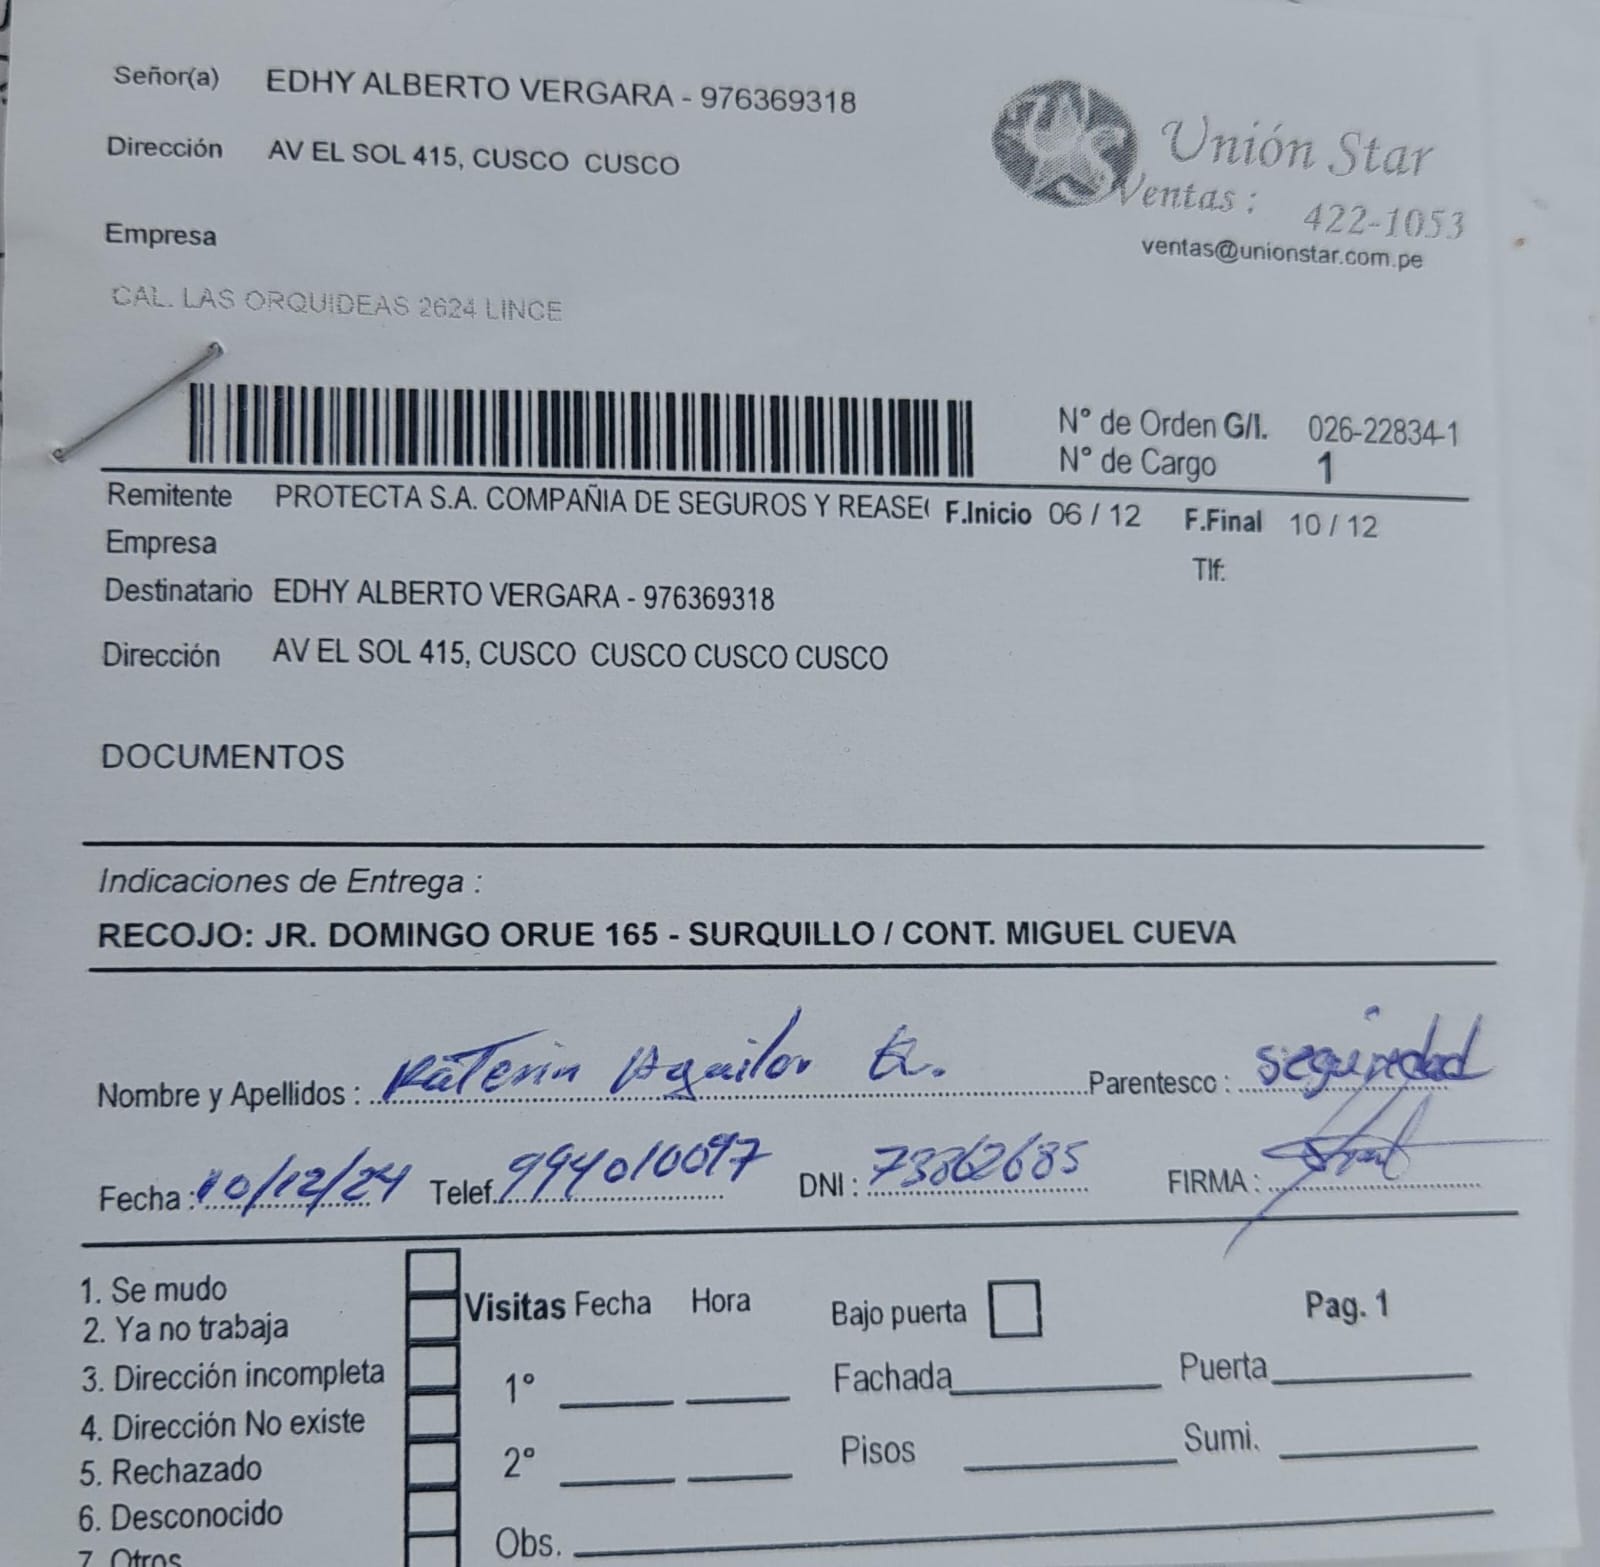 Señor(a) EDHY ALBERTO VERGARA - 976369318
Dirección AV EL SOL 415, CUSCO CUSCO
Unión Star
Ventas : 422-1053
ventas@unionstar.com.pe
Empresa
CAL. LAS ORQUIDEAS 2624 LINCE
N° de Orden G/I. 026-22834-1
N° de Cargo 1
Remitente PROTECTA S.A. COMPAÑIA DE SEGUROS Y REASE( F.Inicio 06 / 12 F.Final 10 / 12
Empresa
Tlf:
Destinatario EDHY ALBERTO VERGARA - 976369318
Dirección AV EL SOL 415, CUSCO CUSCO CUSCO CUSCO
DOCUMENTOS
Indicaciones de Entrega :
RECOJO: JR. DOMINGO ORUE 165 - SURQUILLO / CONT. MIGUEL CUEVA
Nombre y Apellidos : Katerin Aguilar Q. Parentesco : seguridad
Fecha : 10/12/24 Telef. 994010097 DNI : 73862685 FIRMA :
1. Se mudo
2. Ya no trabaja
3. Dirección incompleta
4. Dirección No existe
5. Rechazado
6. Desconocido
7. Otros
Visitas Fecha Hora
1°
2°
Obs.
Bajo puerta Pag. 1
Fachada Puerta
Pisos Sumi.